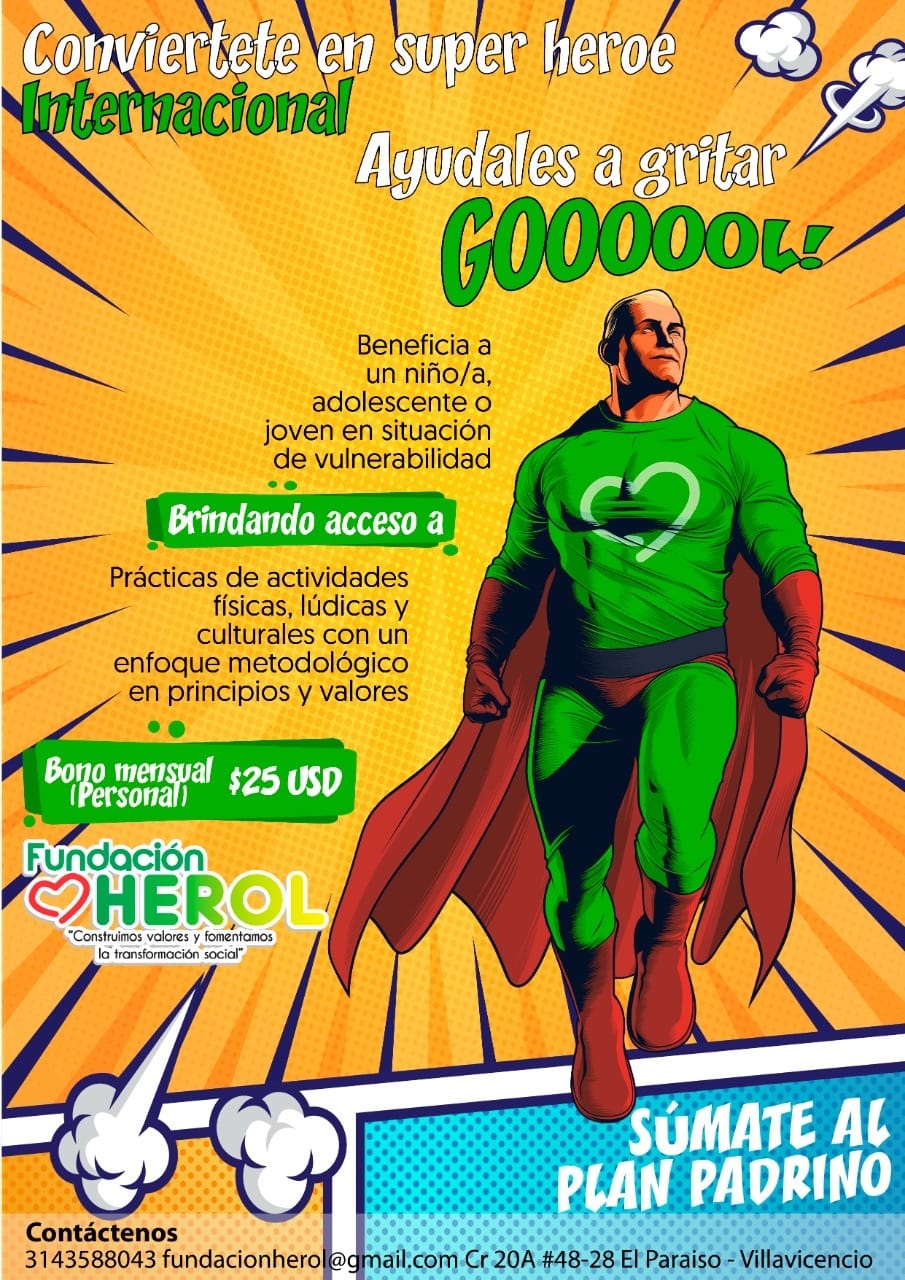 Conviertete en super heroe
Internacional
Ayudales a gritar
GOOOOOL!
Beneficia a
un niño/a,
adolescente o
joven en situación
de vulnerabilidad
Brindando acceso a
Prácticas de actividades
físicas, lúdicas y
culturales con un
enfoque metodológico
en principios y valores
Bono mensual
(Personal)
$25 USD
Fundación
HEROL
"Construimos valores y fomentamos
la transformación social"
SÚMATE AL
PLAN PADRINO
Contáctenos
3143588043 fundacionherol@gmail.com Cr 20A #48-28 El Paraiso - Villavicencio